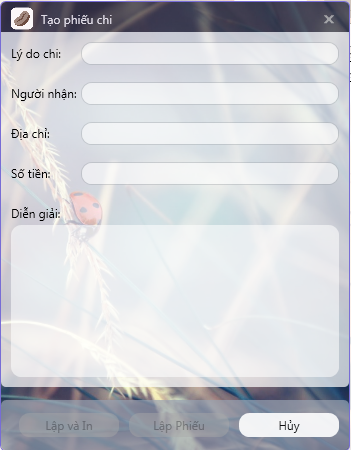 Tạo phiếu chi
Lý do chi:
Người nhận:
Địa chỉ:
Số tiền:
Diễn giải:
Lập và In
Lập Phiếu
Hủy